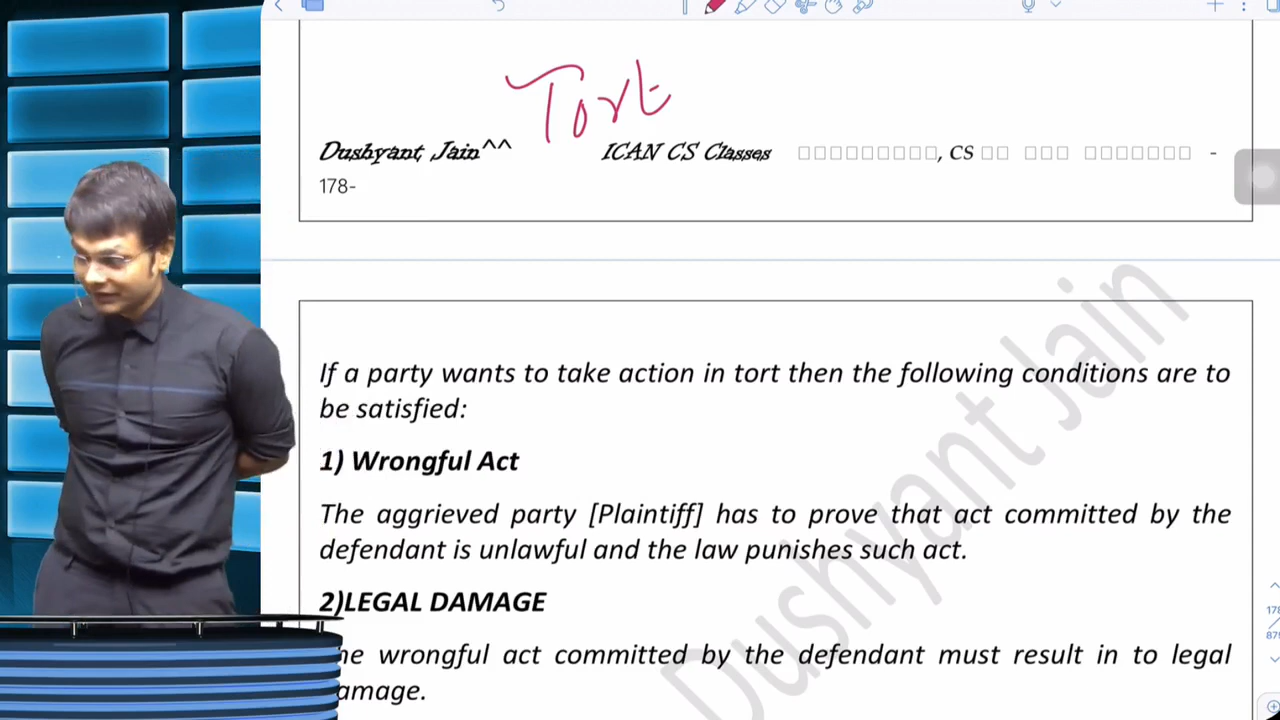 Tort
Dushyant Jain^^ ICAN CS Classes □□□□□□□□□, CS □□ □□□ □□□□□□□ -
178-
If a party wants to take action in tort then the following conditions are to
be satisfied:
1) Wrongful Act
The aggrieved party [Plaintiff] has to prove that act committed by the
defendant is unlawful and the law punishes such act.
2)LEGAL DAMAGE
he wrongful act committed by the defendant must result in to legal
amage.
Dushyant Jain
178